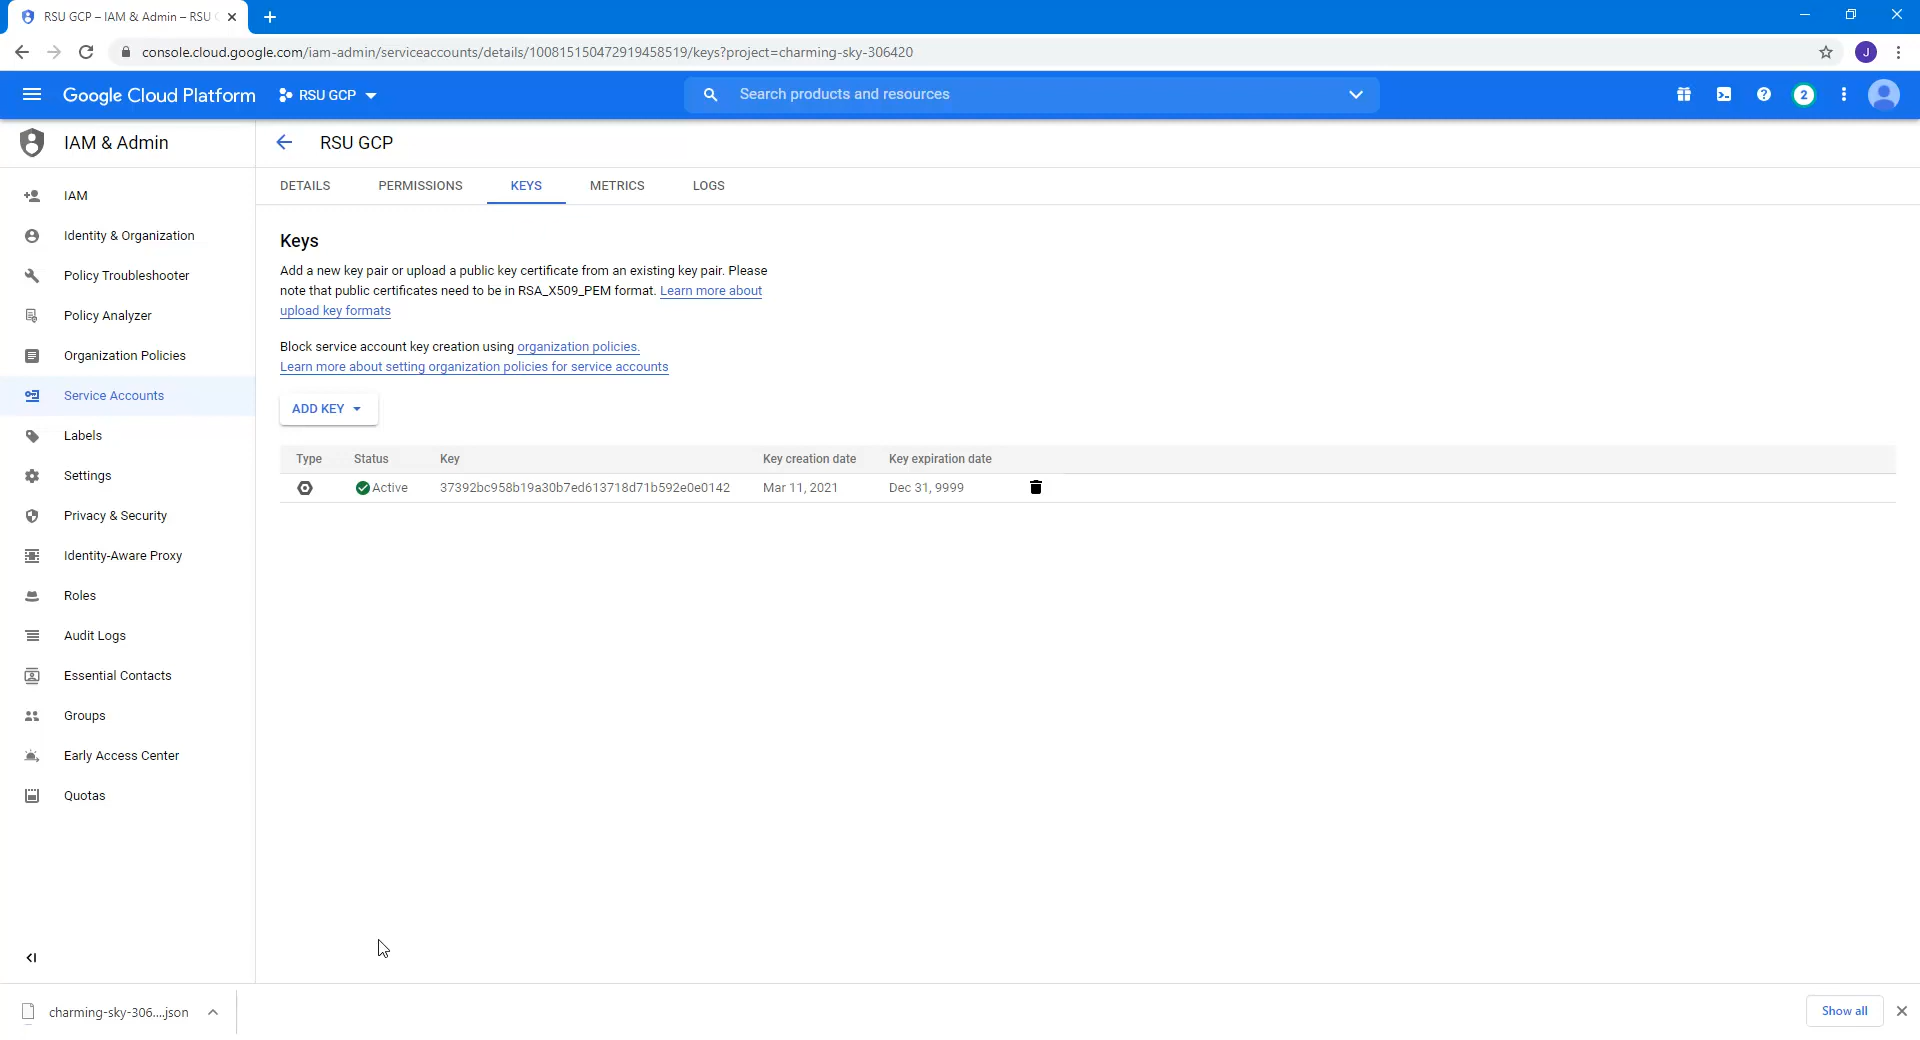 RSU GCP – IAM & Admin – RSU
console.cloud.google.com/iam-admin/serviceaccounts/details/100815150472919458519/keys?project=charming-sky-306420
J
Google Cloud Platform
RSU GCP
Search products and resources
2
IAM & Admin
RSU GCP
IAM
Identity & Organization
Policy Troubleshooter
Policy Analyzer
Organization Policies
Service Accounts
Labels
Settings
Privacy & Security
Identity-Aware Proxy
Roles
Audit Logs
Essential Contacts
Groups
Early Access Center
Quotas
DETAILS PERMISSIONS KEYS METRICS LOGS
Keys
Add a new key pair or upload a public key certificate from an existing key pair. Please
note that public certificates need to be in RSA_X509_PEM format. Learn more about
upload key formats
Block service account key creation using organization policies.
Learn more about setting organization policies for service accounts
ADD KEY
Type Status Key Key creation date Key expiration date
Active 37392bc958b19a30b7ed613718d71b592e0e0142 Mar 11, 2021 Dec 31, 9999
charming-sky-306....json
Show all